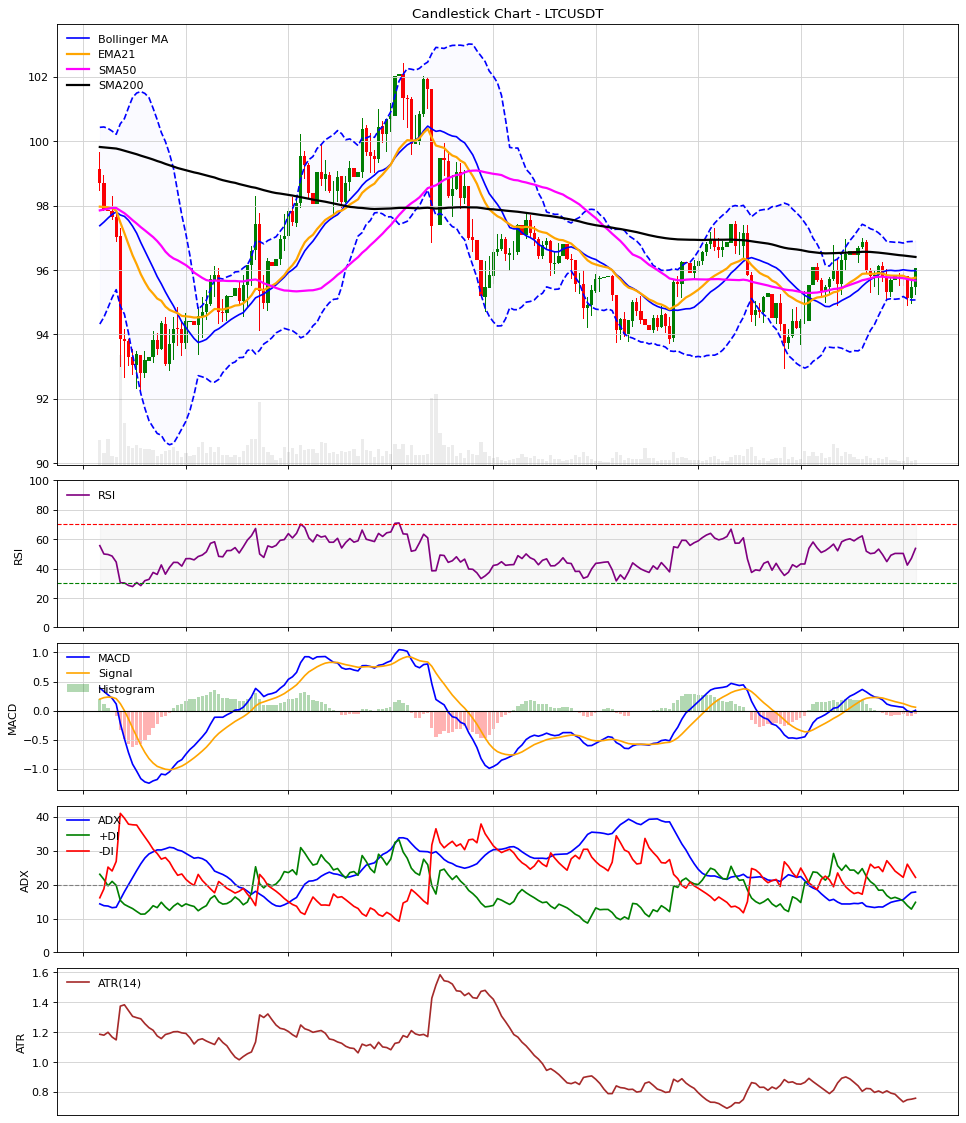 Candlestick Chart - LTCUSDT
Bollinger MA
EMA21
SMA50
SMA200
102
100
98
96
94
92
90
RSI
RSI
100
80
60
40
20
0
MACD
Signal
Histogram
MACD
1.0
0.5
0.0
−0.5
−1.0
ADX
+DI
-DI
ADX
40
30
20
10
0
ATR(14)
ATR
1.6
1.4
1.2
1.0
0.8